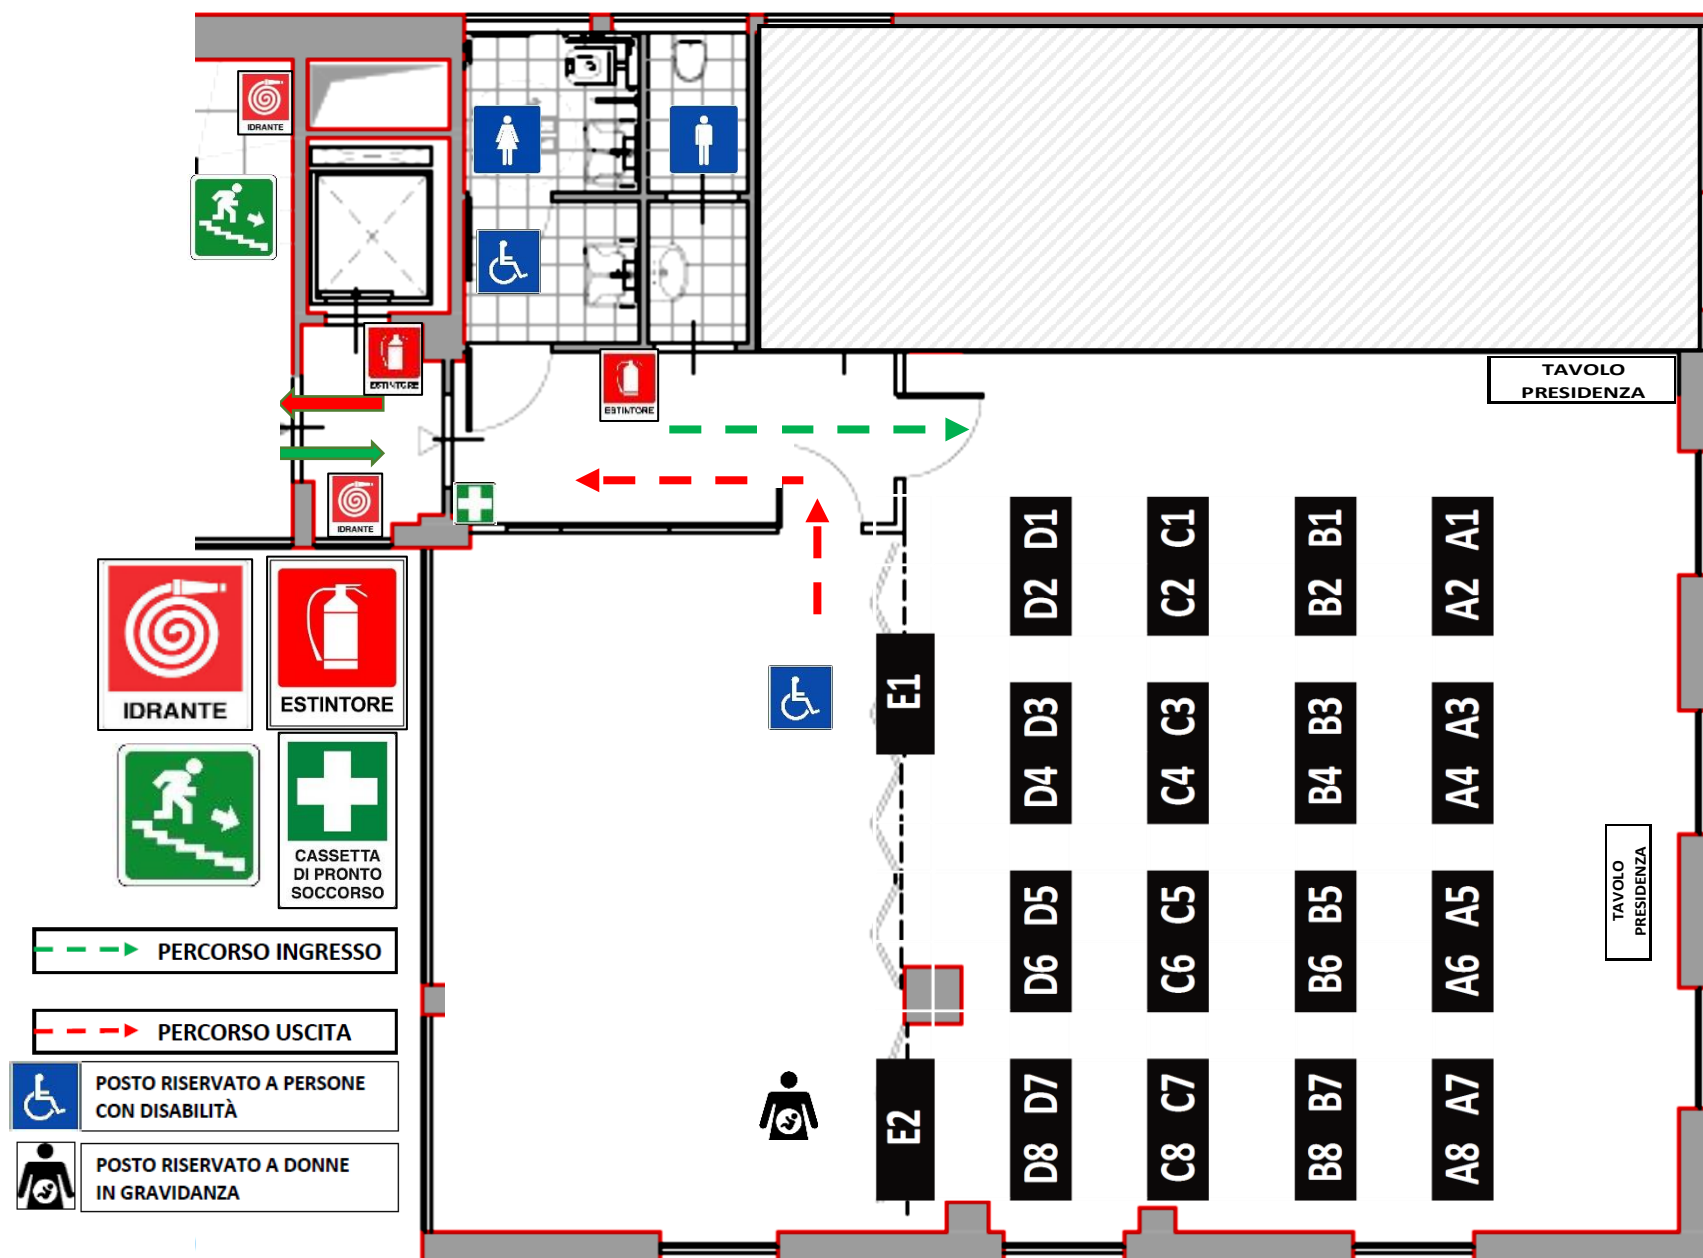 IDRANTE
ESTINTORE
ESTINTORE
IDRANTE
TAVOLO
PRESIDENZA
D1 C1 B1 A1
D2 C2 B2 A2
E1
D3 C3 B3 A3
D4 C4 B4 A4
D5 C5 B5 A5
D6 C6 B6 A6
TAVOLO
PRESIDENZA
E2
D7 C7 B7 A7
D8 C8 B8 A8
IDRANTE
ESTINTORE
CASSETTA
DI PRONTO
SOCCORSO
PERCORSO INGRESSO
PERCORSO USCITA
POSTO RISERVATO A PERSONE
CON DISABILITÀ
POSTO RISERVATO A DONNE
IN GRAVIDANZA